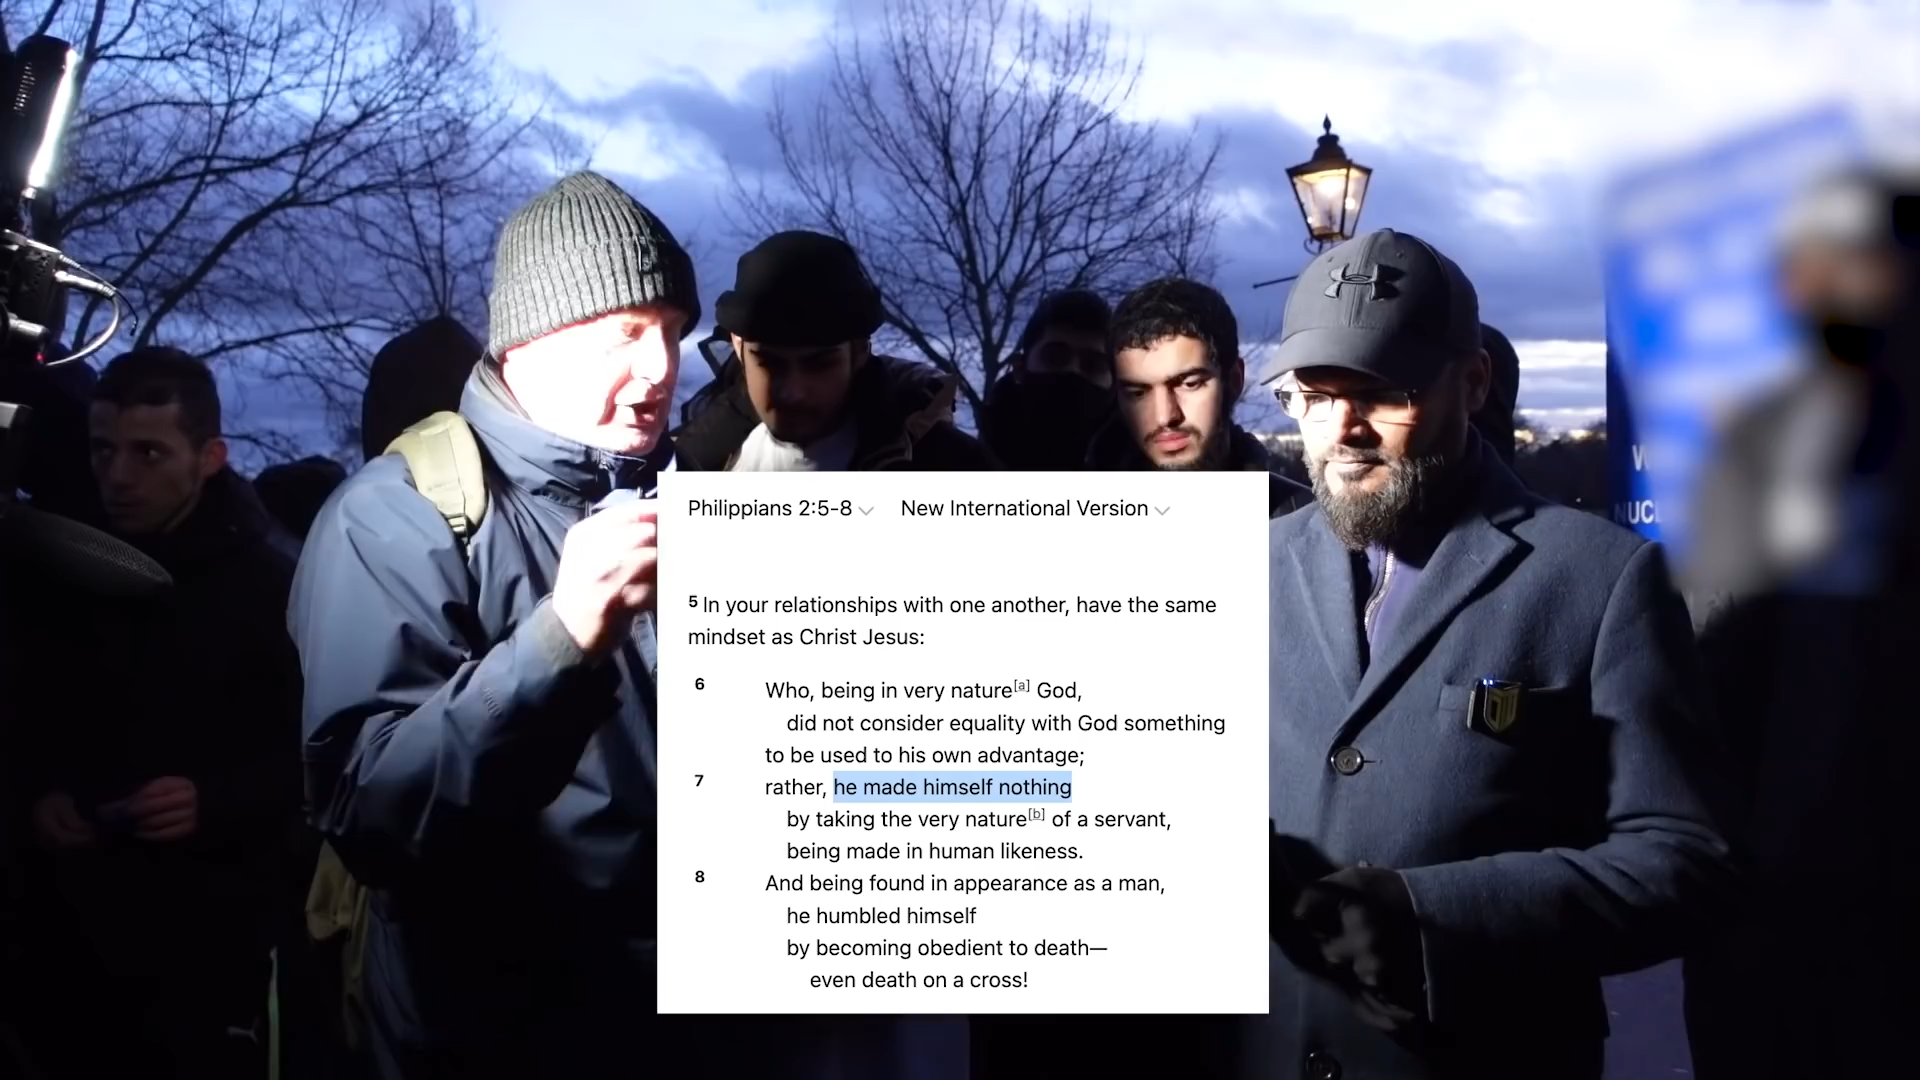 Philippians 2:5-8 New International Version
5 In your relationships with one another, have the same
mindset as Christ Jesus:
6 Who, being in very nature[a] God,
did not consider equality with God something
to be used to his own advantage;
7 rather, he made himself nothing
by taking the very nature[b] of a servant,
being made in human likeness.
8 And being found in appearance as a man,
he humbled himself
by becoming obedient to death—
even death on a cross!